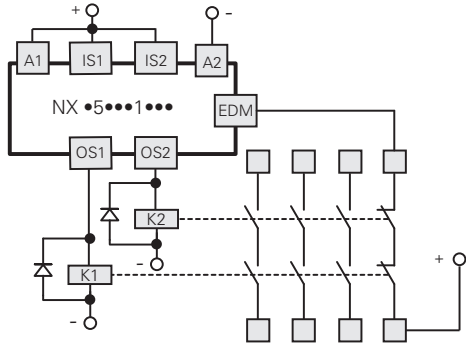 + -
A1 IS1 IS2 A2
NX •5•••1•••
EDM
OS1 OS2
K2
-
+
K1
-